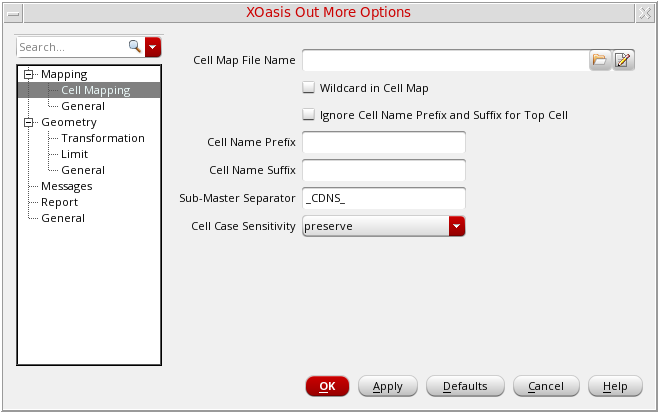 XOasis Out More Options
Search...
Mapping
Cell Mapping
General
Geometry
Transformation
Limit
General
Messages
Report
General
Cell Map File Name
Wildcard in Cell Map
Ignore Cell Name Prefix and Suffix for Top Cell
Cell Name Prefix
Cell Name Suffix
Sub-Master Separator _CDNS_
Cell Case Sensitivity preserve
OK Apply Defaults Cancel Help